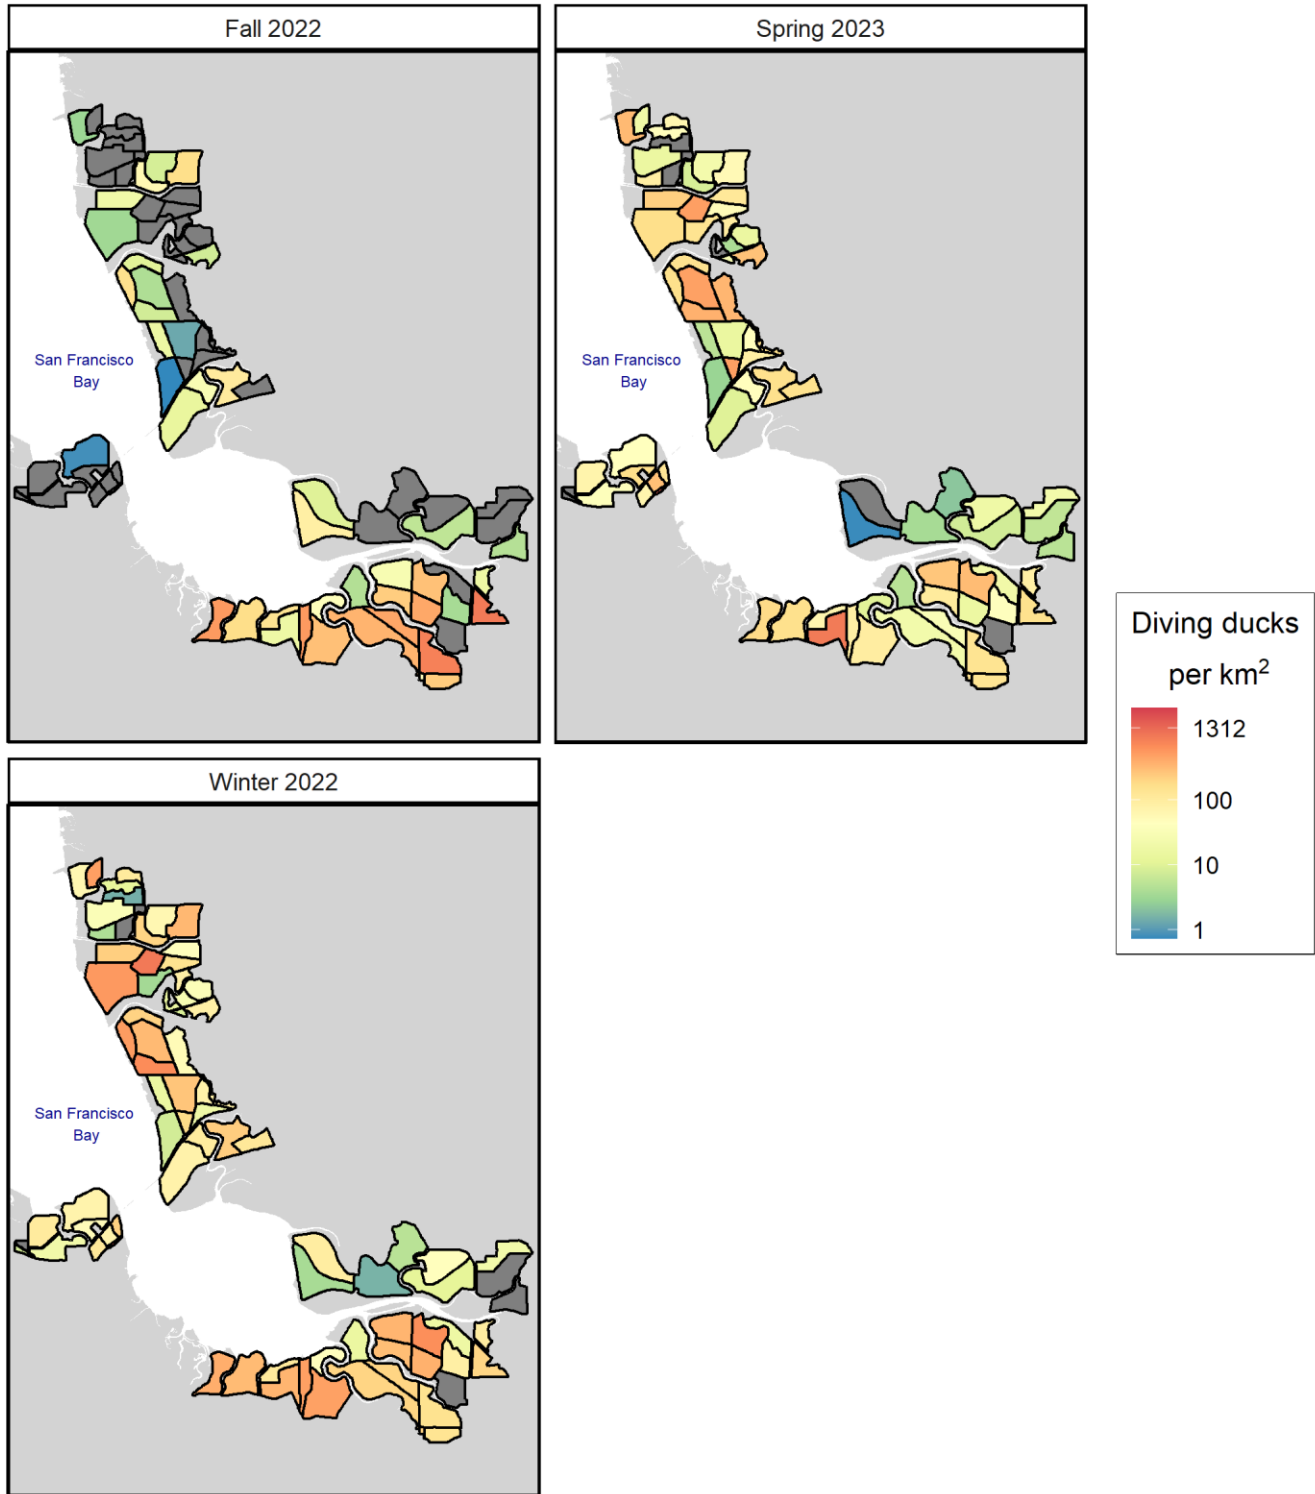 Fall 2022
Spring 2023
San Francisco
Bay
San Francisco
Bay
Diving ducks
per km²
1312
100
10
1
Winter 2022
San Francisco
Bay